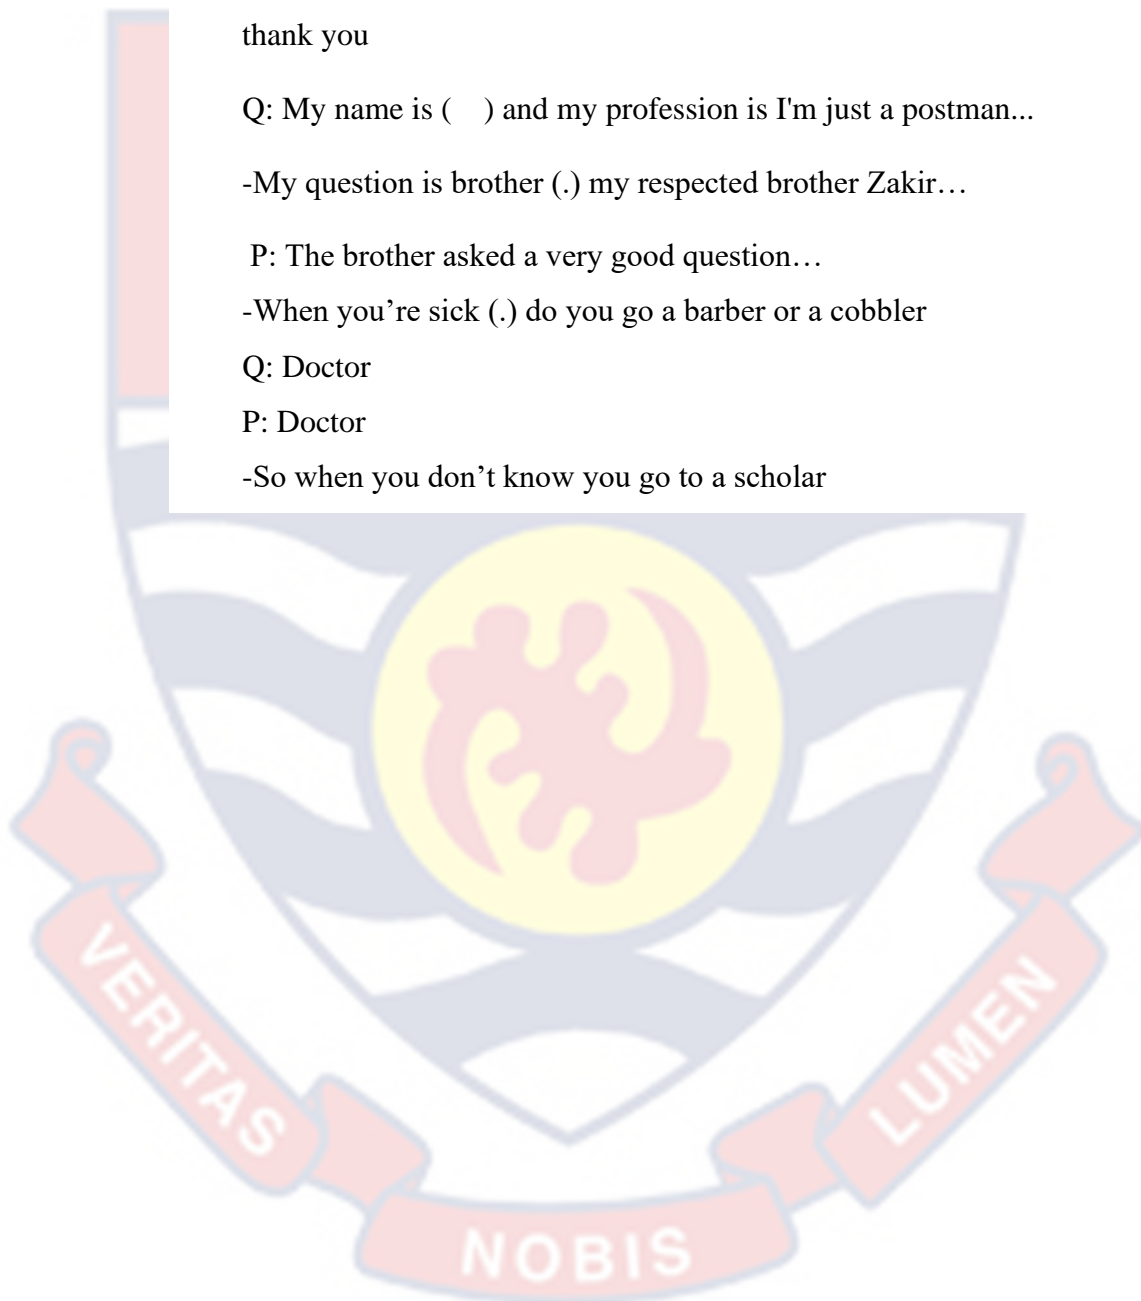 thank you
Q: My name is (    ) and my profession is I'm just a postman...
-My question is brother (.) my respected brother Zakir…
P: The brother asked a very good question…
-When you’re sick (.) do you go a barber or a cobbler
Q: Doctor
P: Doctor
-So when you don’t know you go to a scholar
VERITAS
NOBIS
LUMEN